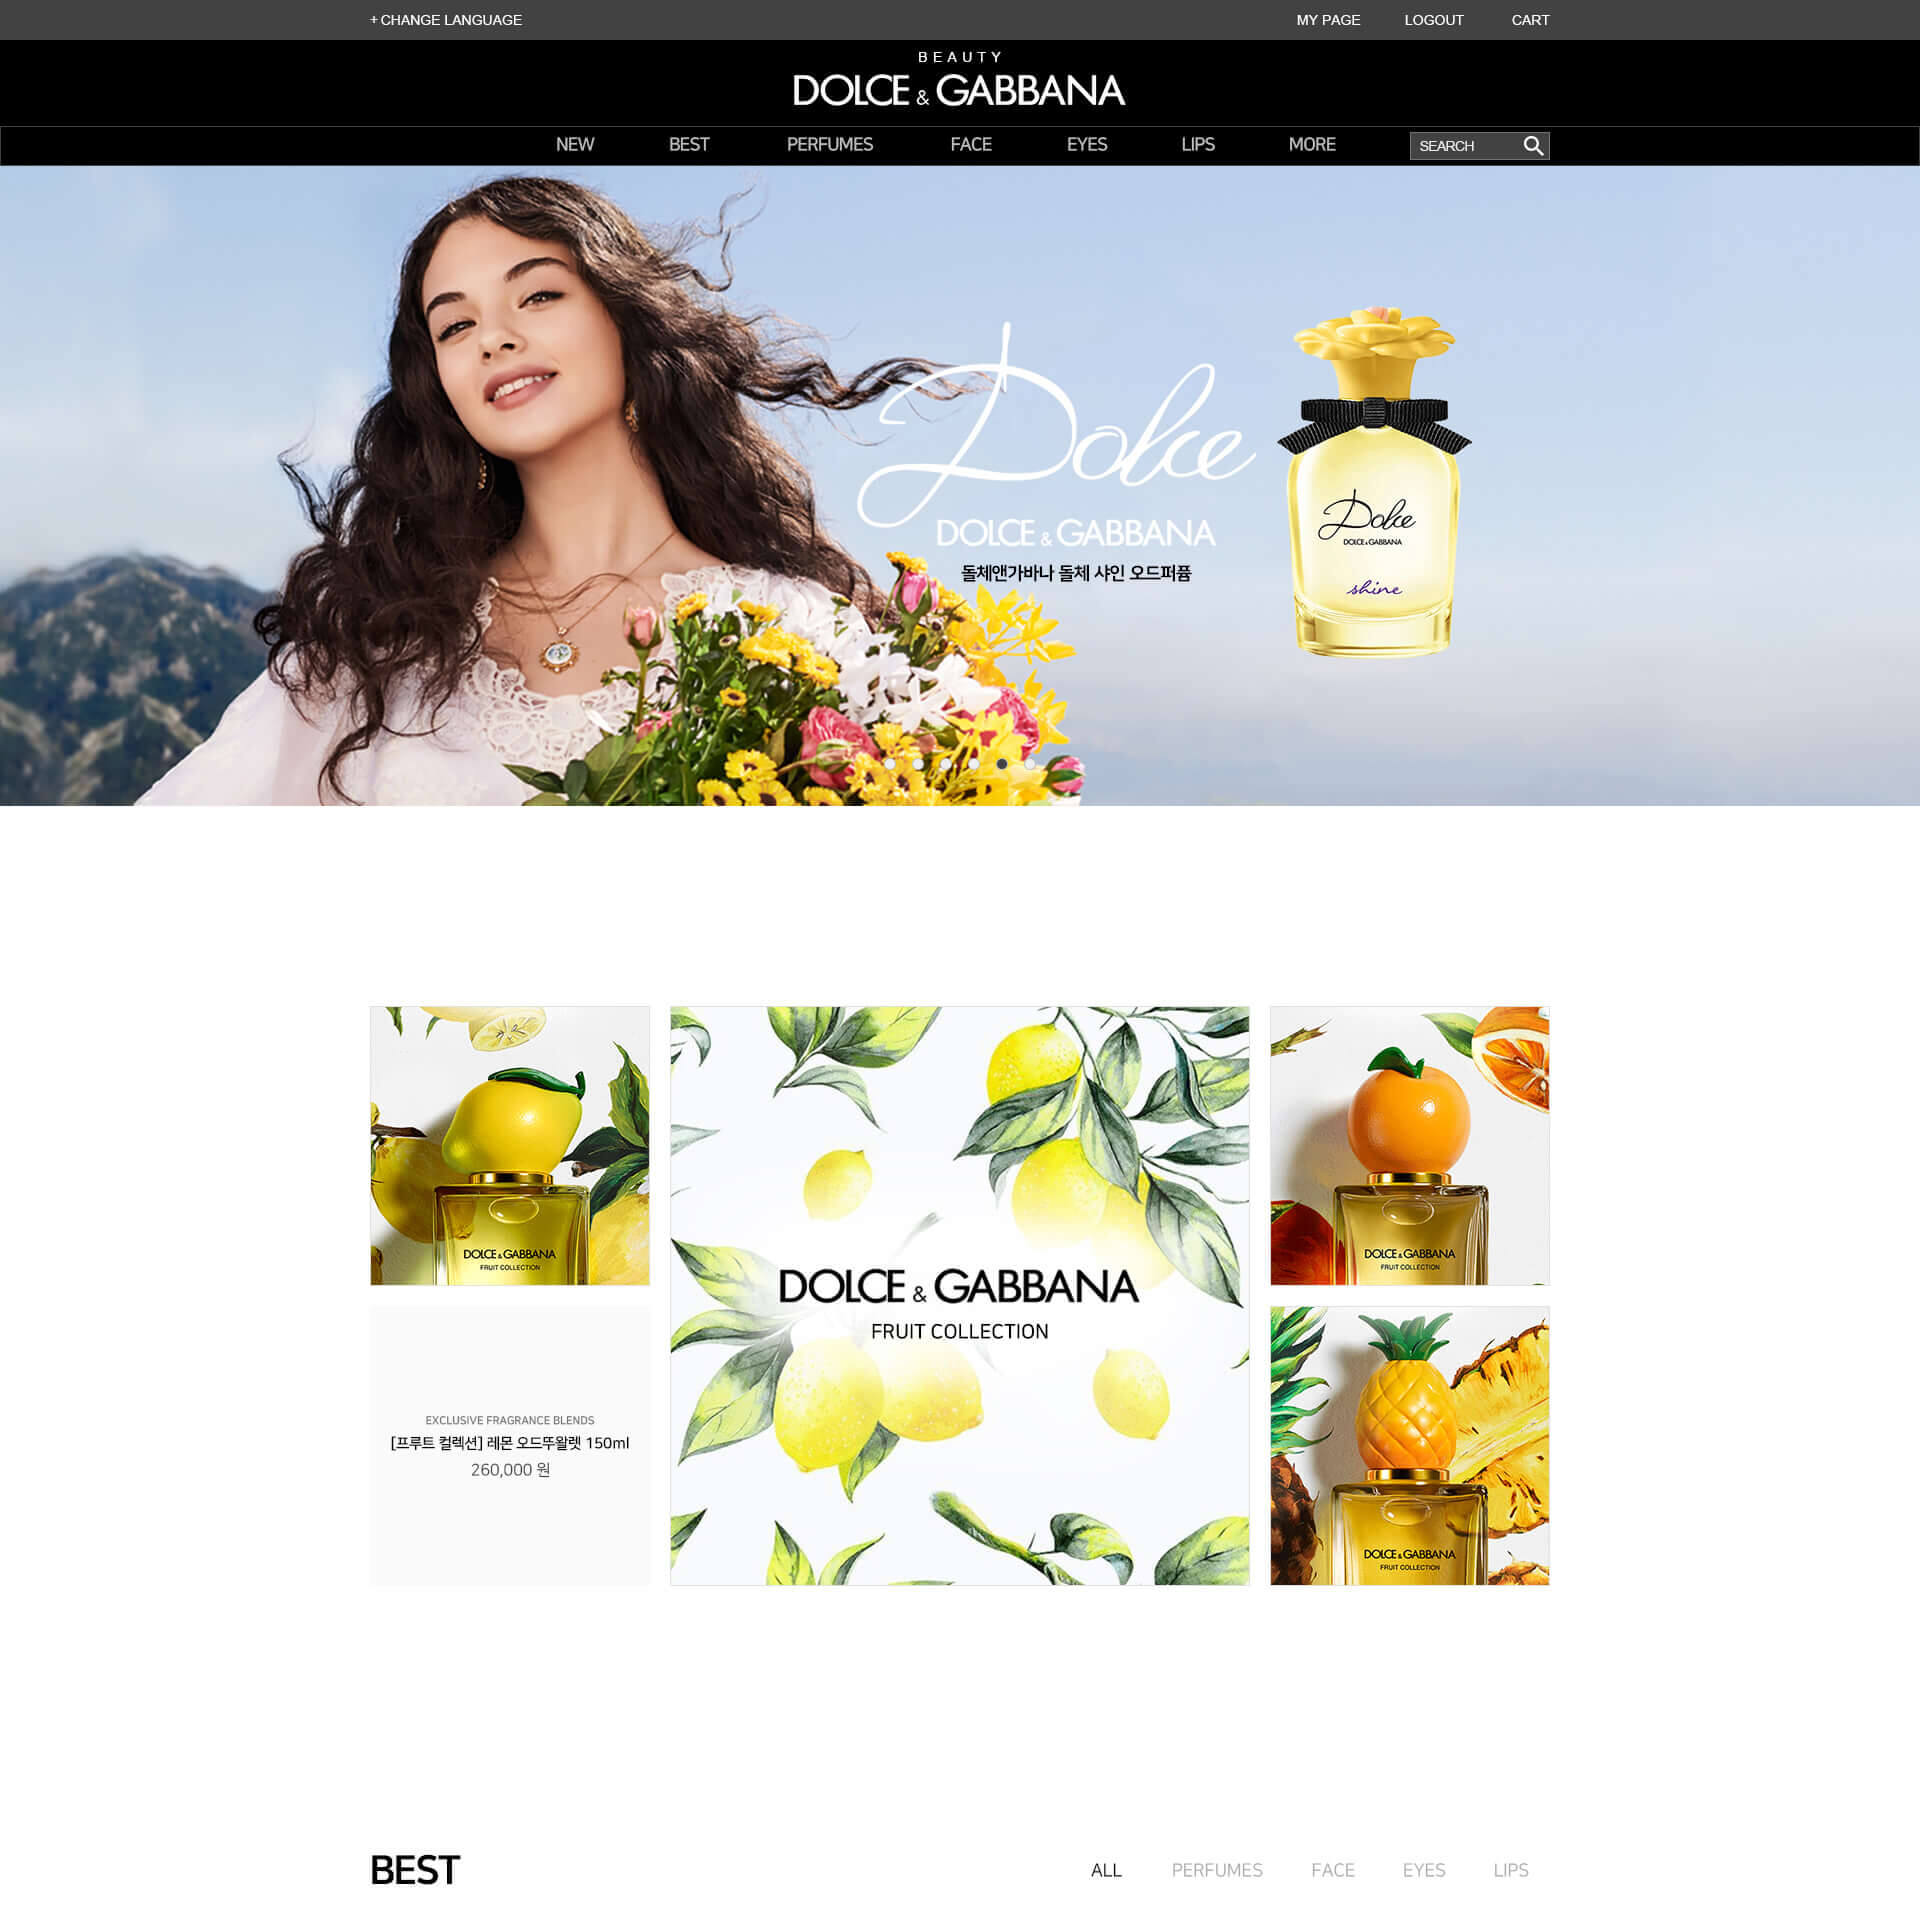 + CHANGE LANGUAGE
MY PAGE
LOGOUT
CART
BEAUTY
DOLCE & GABBANA
NEW
BEST
PERFUMES
FACE
EYES
LIPS
MORE
SEARCH
Dolce
DOLCE & GABBANA
돌체앤가바나 돌체 샤인 오드퍼퓸
Dolce
DOLCE & GABBANA
shine
DOLCE & GABBANA
FRUIT COLLECTION
DOLCE & GABBANA
FRUIT COLLECTION
DOLCE & GABBANA
FRUIT COLLECTION
EXCLUSIVE FRAGRANCE BLENDS
[프루트 컬렉션] 레몬 오드뚜왈렛 150ml
260,000 원
DOLCE & GABBANA
FRUIT COLLECTION
BEST
ALL
PERFUMES
FACE
EYES
LIPS